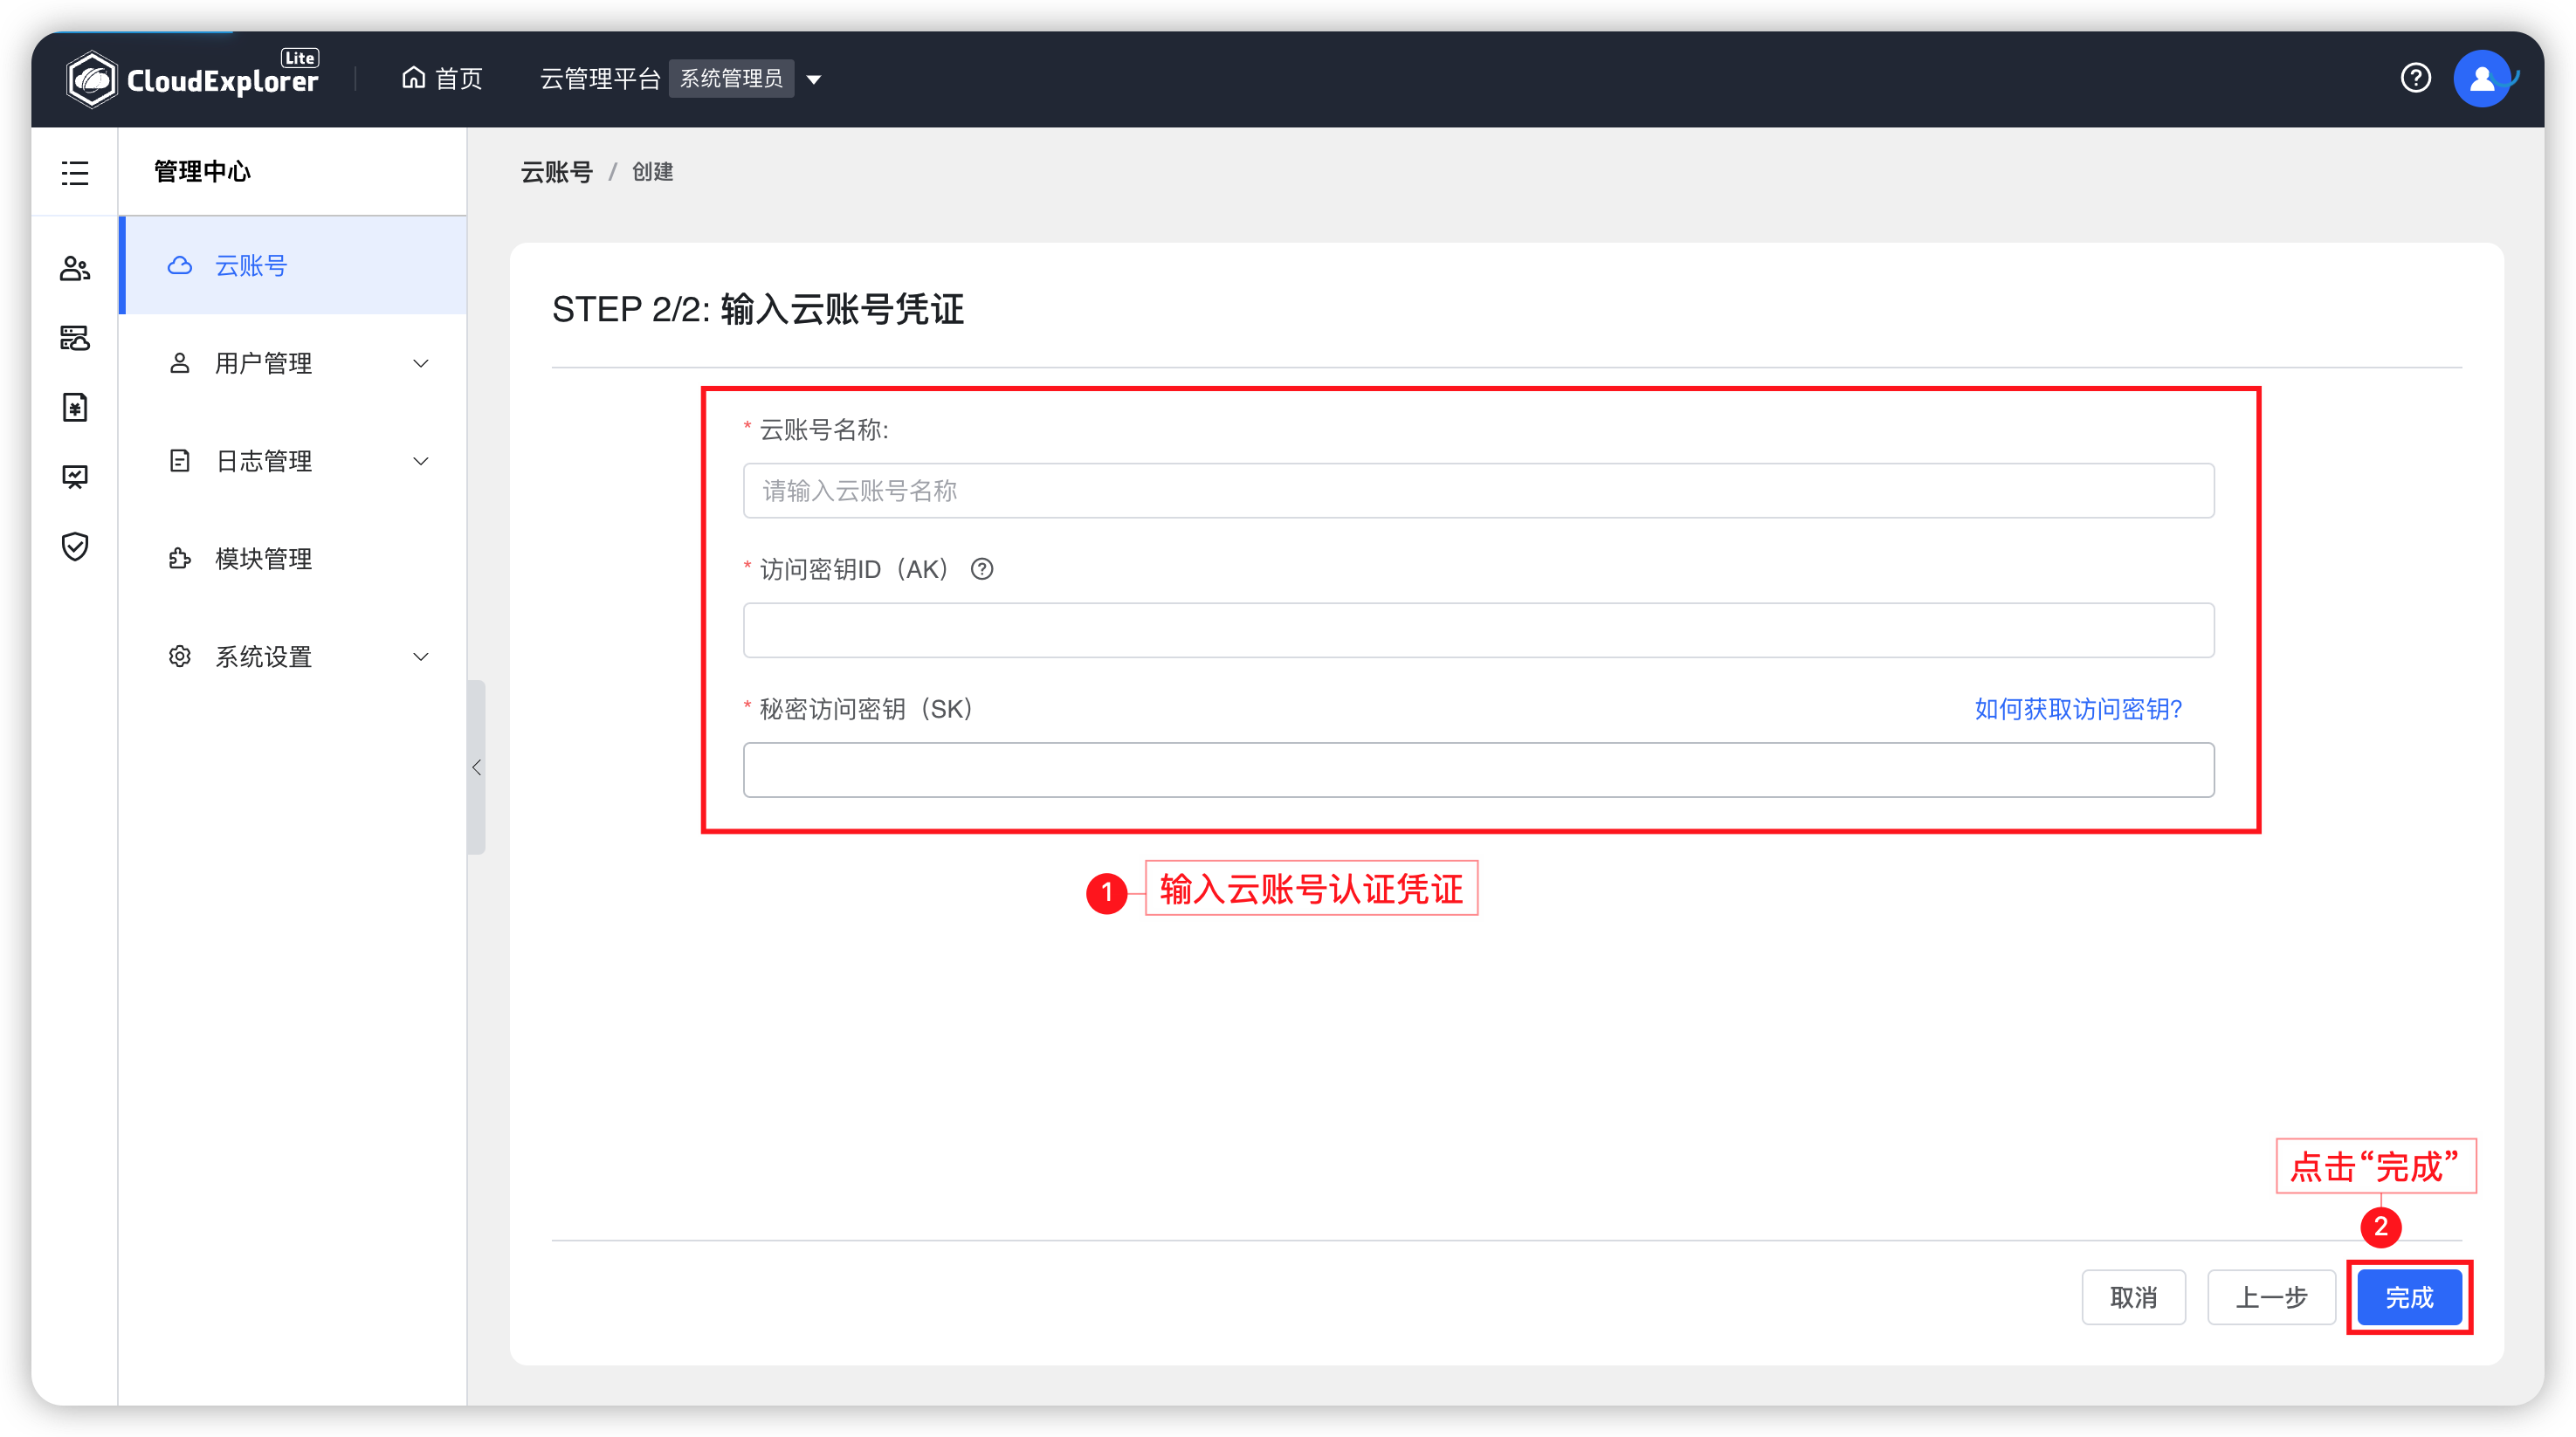 CloudExplorer Lite
首页
云管理平台 系统管理员
管理中心
云账号
用户管理
日志管理
模块管理
系统设置
云账号 / 创建
STEP 2/2: 输入云账号凭证
* 云账号名称:
请输入云账号名称
* 访问密钥ID（AK）
* 秘密访问密钥（SK）
如何获取访问密钥?
1 输入云账号认证凭证
点击“完成”
2
取消 上一步 完成